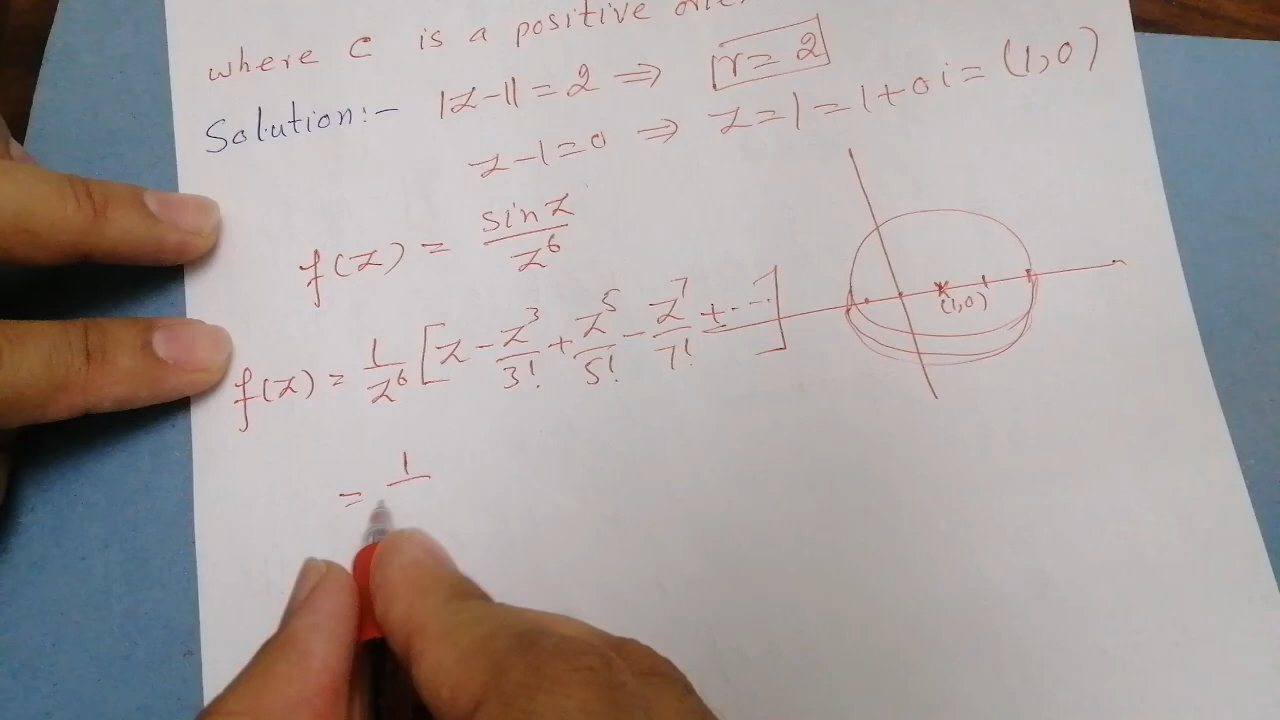 where C is a positive
Solution:- |z-1| = 2 ⇒ r = 2
z-1=0 ⇒ z=1=1+0i=(1,0)
f(z) = sinz/z^6
(1,0)
f(z) = 1/z^6 [z - z^3/3! + z^5/5! - z^7/7! + ...]
= 1